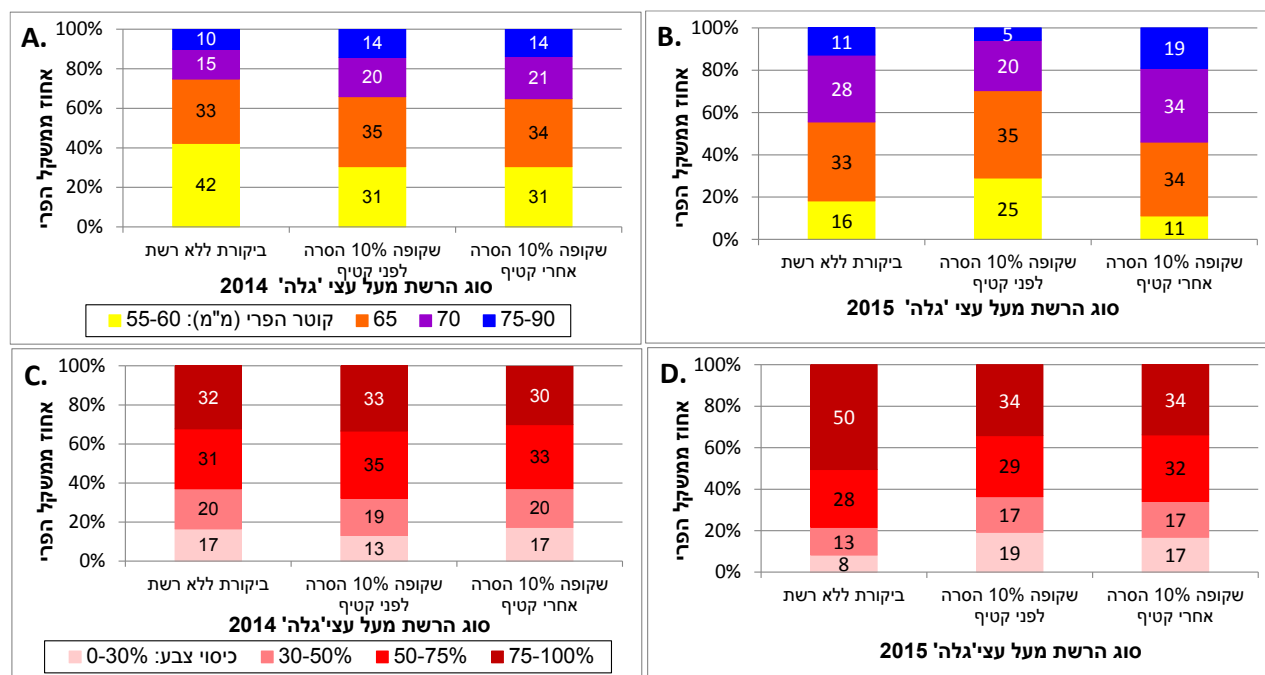 A.
אחוז ממשקל הפרי
100%
80%
60%
40%
20%
0%
10 14 14
15 20 21
33 35 34
42 31 31
ביקורת ללא רשת
שקופה 10% הסרה
לפני קטיף
שקופה 10% הסרה
אחרי קטיף
סוג הרשת מעל עצי 'גלה' 2014
קוטר הפרי (מ"מ): 55-60 65 70 75-90
B.
אחוז ממשקל הפרי
100%
80%
60%
40%
20%
0%
11 5 19
28 20 34
33 35 34
16 25 11
ביקורת ללא רשת
שקופה 10% הסרה
לפני קטיף
שקופה 10% הסרה
אחרי קטיף
סוג הרשת מעל עצי 'גלה' 2015
C.
אחוז ממשקל הפרי
100%
80%
60%
40%
20%
0%
32 33 30
31 35 33
20 19 20
17 13 17
ביקורת ללא רשת
שקופה 10% הסרה
לפני קטיף
שקופה 10% הסרה
אחרי קטיף
סוג הרשת מעל עצי'גלה' 2014
כיסוי צבע: 0-30% 30-50% 50-75% 75-100%
D.
אחוז ממשקל הפרי
100%
80%
60%
40%
20%
0%
50 34 34
28 29 32
13 17 17
8 19 17
ביקורת ללא רשת
שקופה 10% הסרה
לפני קטיף
שקופה 10% הסרה
אחרי קטיף
סוג הרשת מעל עצי'גלה' 2015